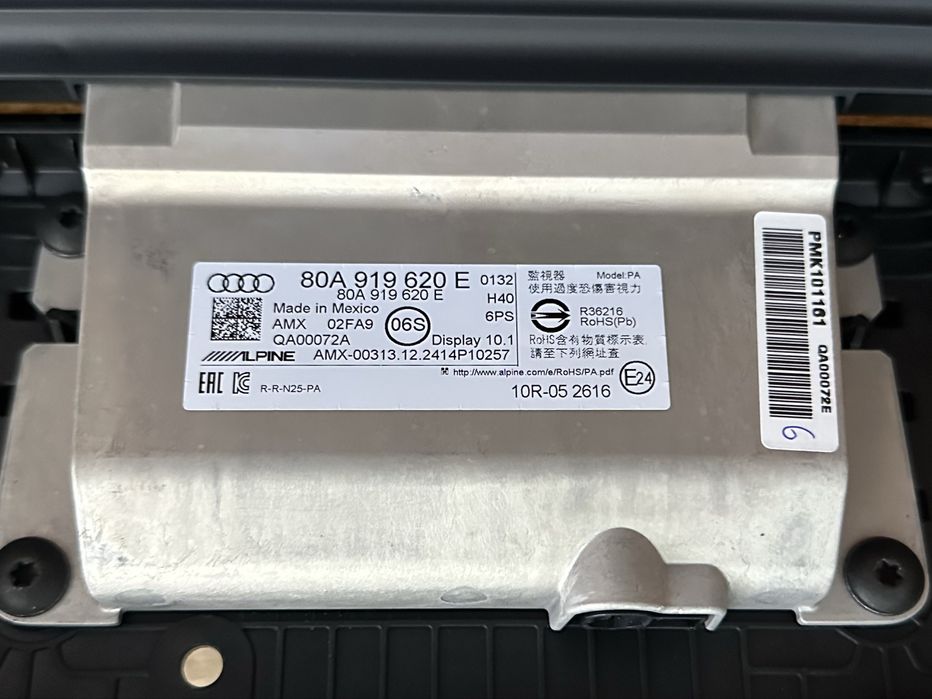 80A 919 620 E 0132
80A 919 620 E H40
Made in Mexico 6PS
AMX 02FA9 06S
QA00072A Display 10.1
ALPINE AMX-00313.12.2414P10257
監視器 Model:PA
使用過度恐傷害視力
R36216
RoHS(Pb)
RoHS含有物質標示表
請至下列網址查
http://www.alpine.com/e/RoHS/PA.pdf
EAC R-R-N25-PA
E24
10R-05 2616
PMK101161
QA00072E
6